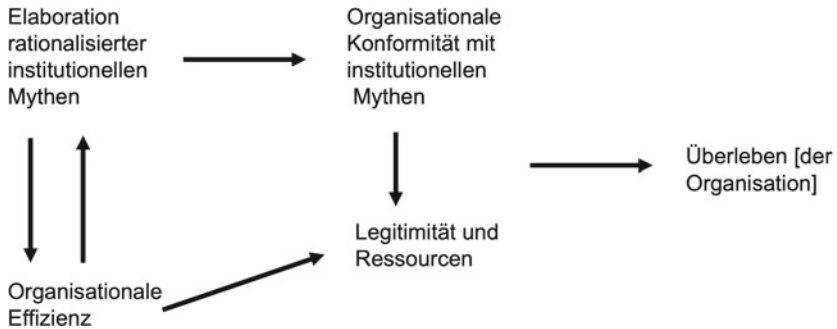 Elaboration
rationalisierter
institutionellen
Mythen
Organisationale
Konformität mit
institutionellen
Mythen
Überleben [der
Organisation]
Legitimität und
Ressourcen
Organisationale
Effizienz